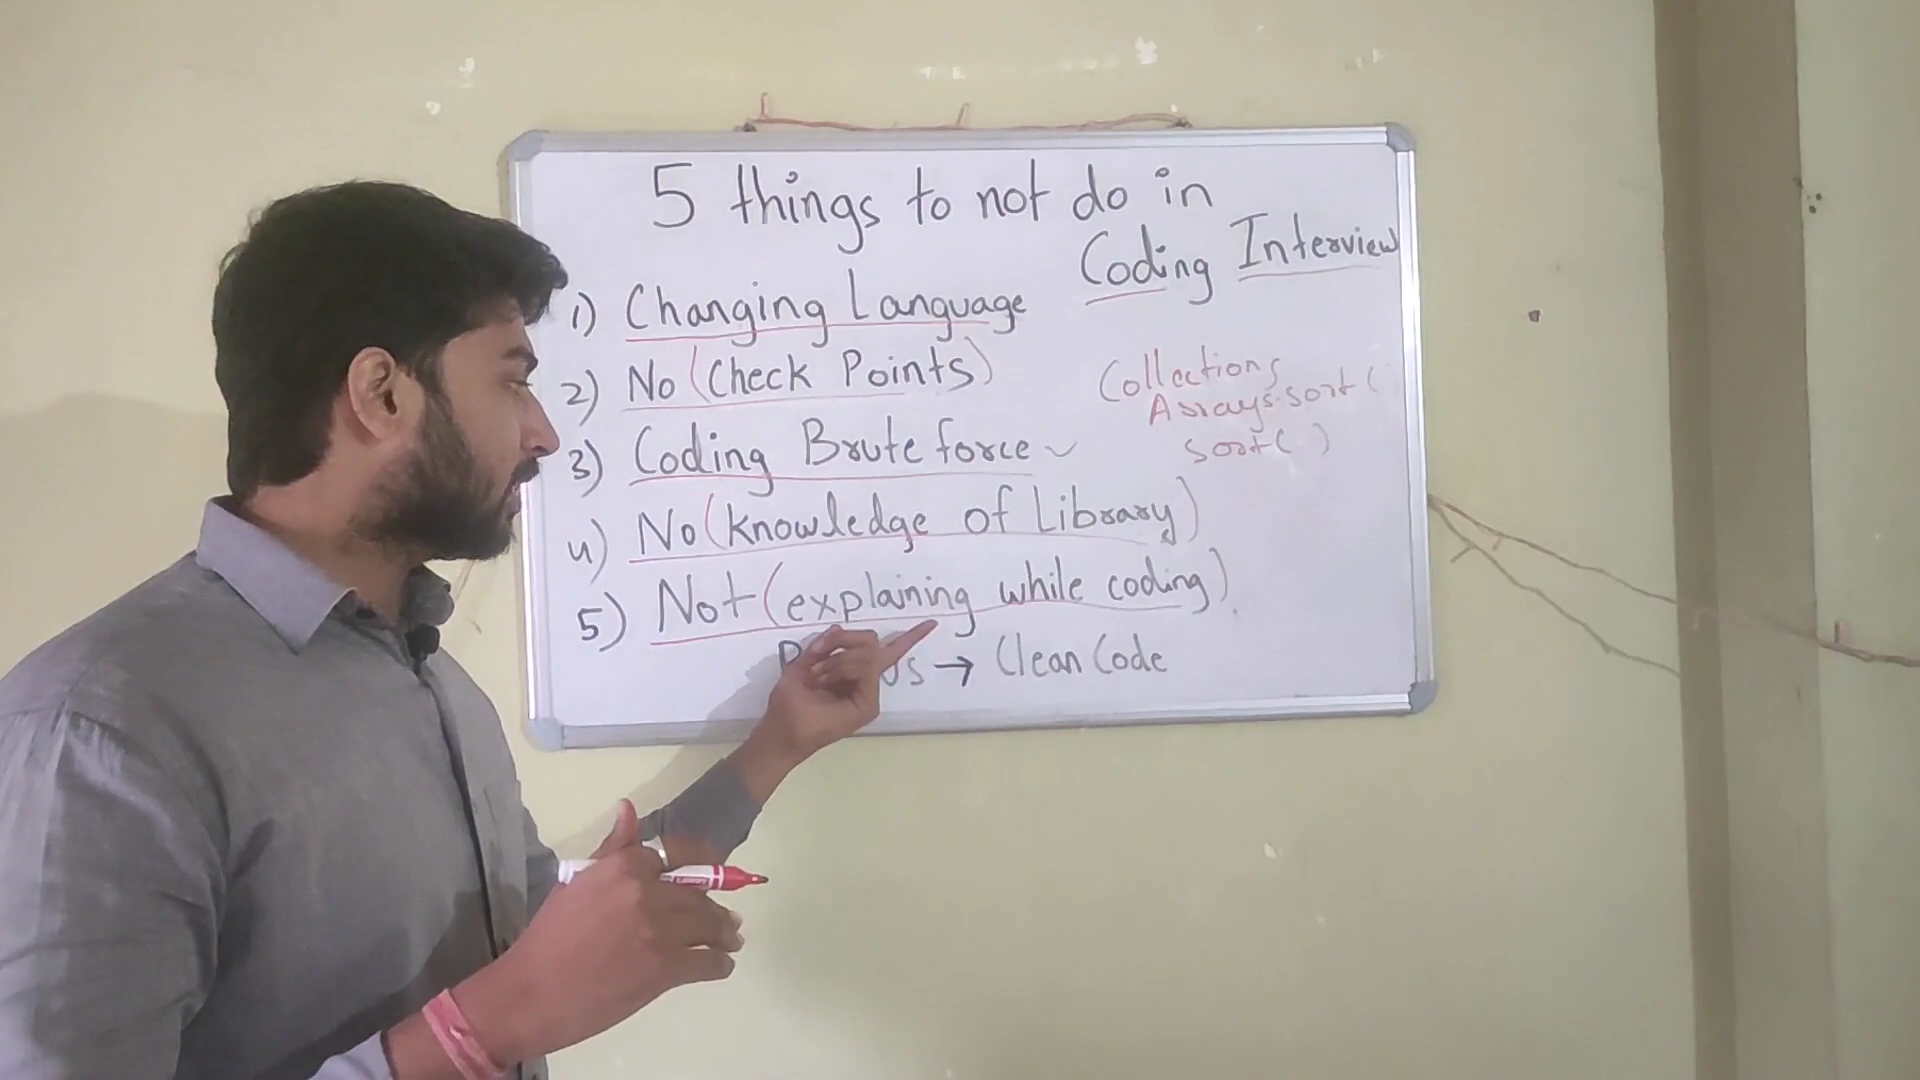 5 things to not do in
Coding Interview
1) Changing Language
2) No (Check Points)
3) Coding Brute force
4) No (knowledge of Library)
5) Not (explaining while coding).
→ Clean Code
Collections
Arrays.sort(
sort( )